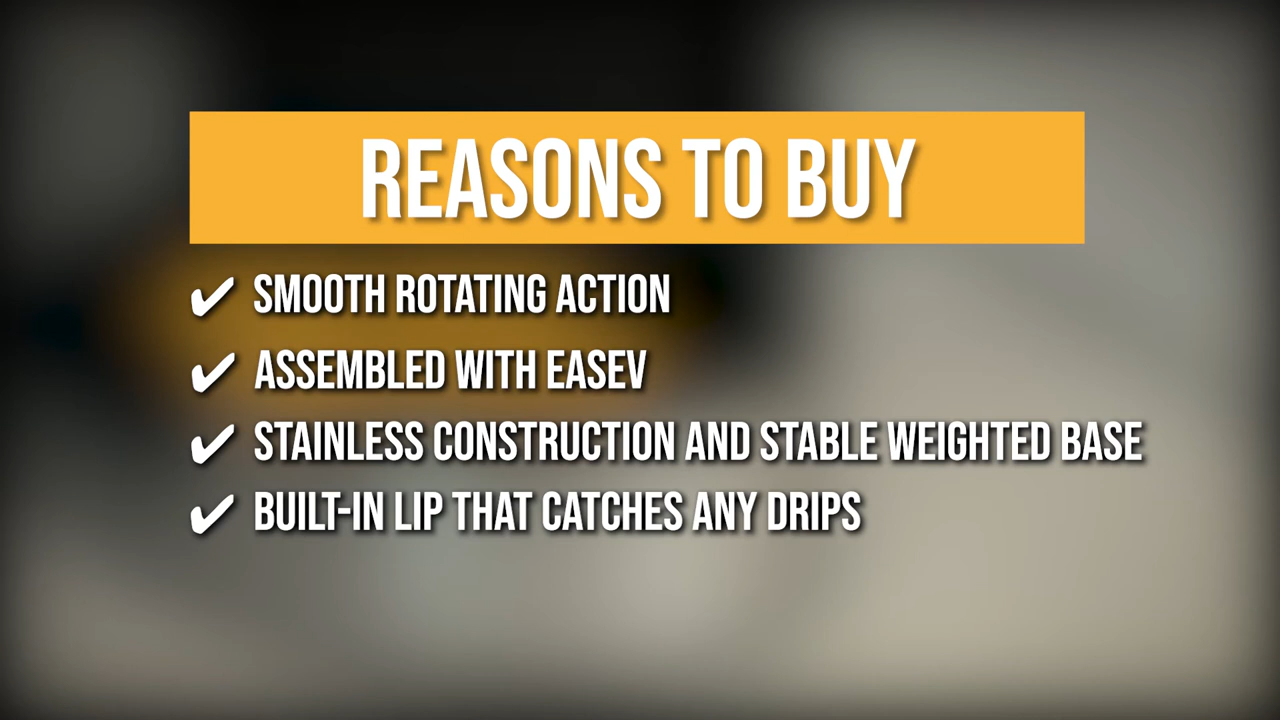 REASONS TO BUY
✔ SMOOTH ROTATING ACTION
✔ ASSEMBLED WITH EASEV
✔ STAINLESS CONSTRUCTION AND STABLE WEIGHTED BASE
✔ BUILT-IN LIP THAT CATCHES ANY DRIPS